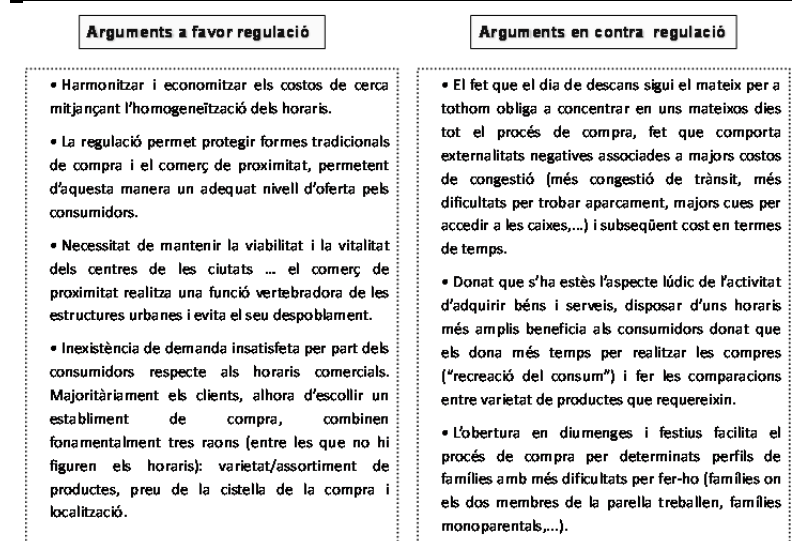 Arguments a favor regulació
• Harmonitzar i economitzar els costos de cerca
mitjançant l'homogeneïtzació dels horaris.
• La regulació permet protegir formes tradicionals
de compra i el comerç de proximitat, permetent
d'aquesta manera un adequat nivell d'oferta pels
consumidors.
• Necessitat de mantenir la viabilitat i la vitalitat
dels centres de les ciutats ... el comerç de
proximitat realitza una funció vertebradora de les
estructures urbanes i evita el seu despoblament.
• Inexistència de demanda insatisfeta per part dels
consumidors respecte als horaris comercials.
Majoritàriament els clients, alhora d'escollir un
establiment de compra, combinen
fonamentalment tres raons (entre les que no hi
figuren els horaris): varietat/assortiment de
productes, preu de la cistella de la compra i
localització.
Arguments en contra regulació
• El fet que el dia de descans sigui el mateix per a
tothom obliga a concentrar en uns mateixos dies
tot el procés de compra, fet que comporta
externalitats negatives associades a majors costos
de congestió (més congestió de trànsit, més
dificultats per trobar aparcament, majors cues per
accedir a les caixes,...) i subseqüent cost en termes
de temps.
• Donat que s'ha estès l'aspecte lúdic de l'activitat
d'adquirir béns i serveis, disposar d'uns horaris
més amplis beneficia als consumidors donat que
els dona més temps per realitzar les compres
("recreació del consum") i fer les comparacions
entre varietat de productes que requereixin.
• L'obertura en diumenges i festius facilita el
procés de compra per determinats perfils de
famílies amb més dificultats per fer-ho (famílies on
els dos membres de la parella treballen, famílies
monoparentals,...).